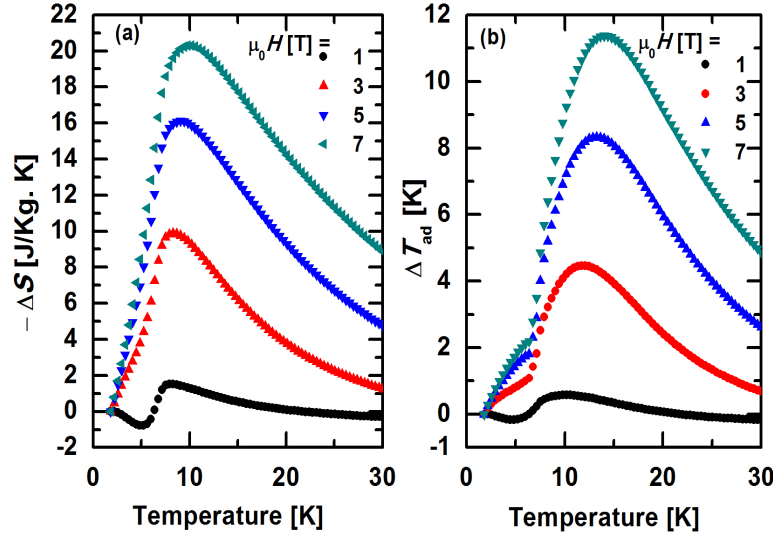 (a)
μ₀H [T] =
1
3
5
7
22
20
18
16
14
12
10
8
6
4
2
0
-2
− ΔS [J/Kg. K]
0 10 20 30
Temperature [K]
(b)
μ₀H [T] =
1
3
5
7
12
10
8
6
4
2
0
-1
ΔT_ad [K]
0 10 20 30
Temperature [K]